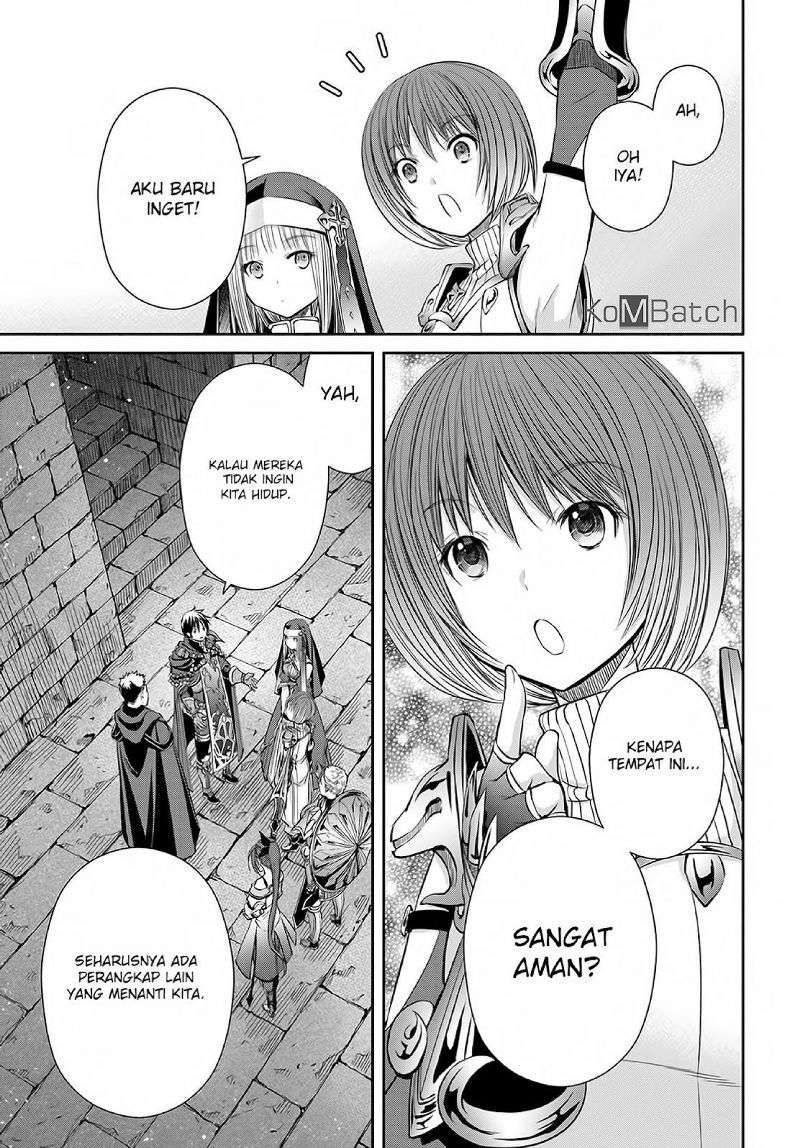 AH,
OH
IYA!
AKU BARU
INGET!
KoMBatch
KENAPA
TEMPAT INI...
SANGAT
AMAN?
YAH,
KALAU MEREKA
TIDAK INGIN
KITA HIDUP.
SEHARUSNYA ADA
PERANGKAP LAIN
YANG MENANTI KITA.